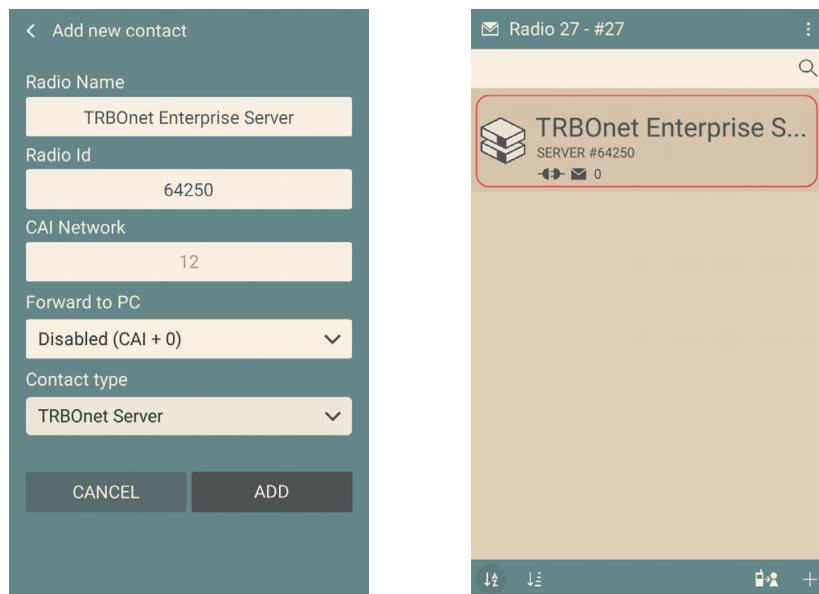 Add new contact
Radio Name
TRBOnet Enterprise Server
Radio Id
64250
CAI Network
12
Forward to PC
Disabled (CAI + 0)
Contact type
TRBOnet Server
CANCEL
ADD
Radio 27 - #27
TRBOnet Enterprise S...
SERVER #64250
0